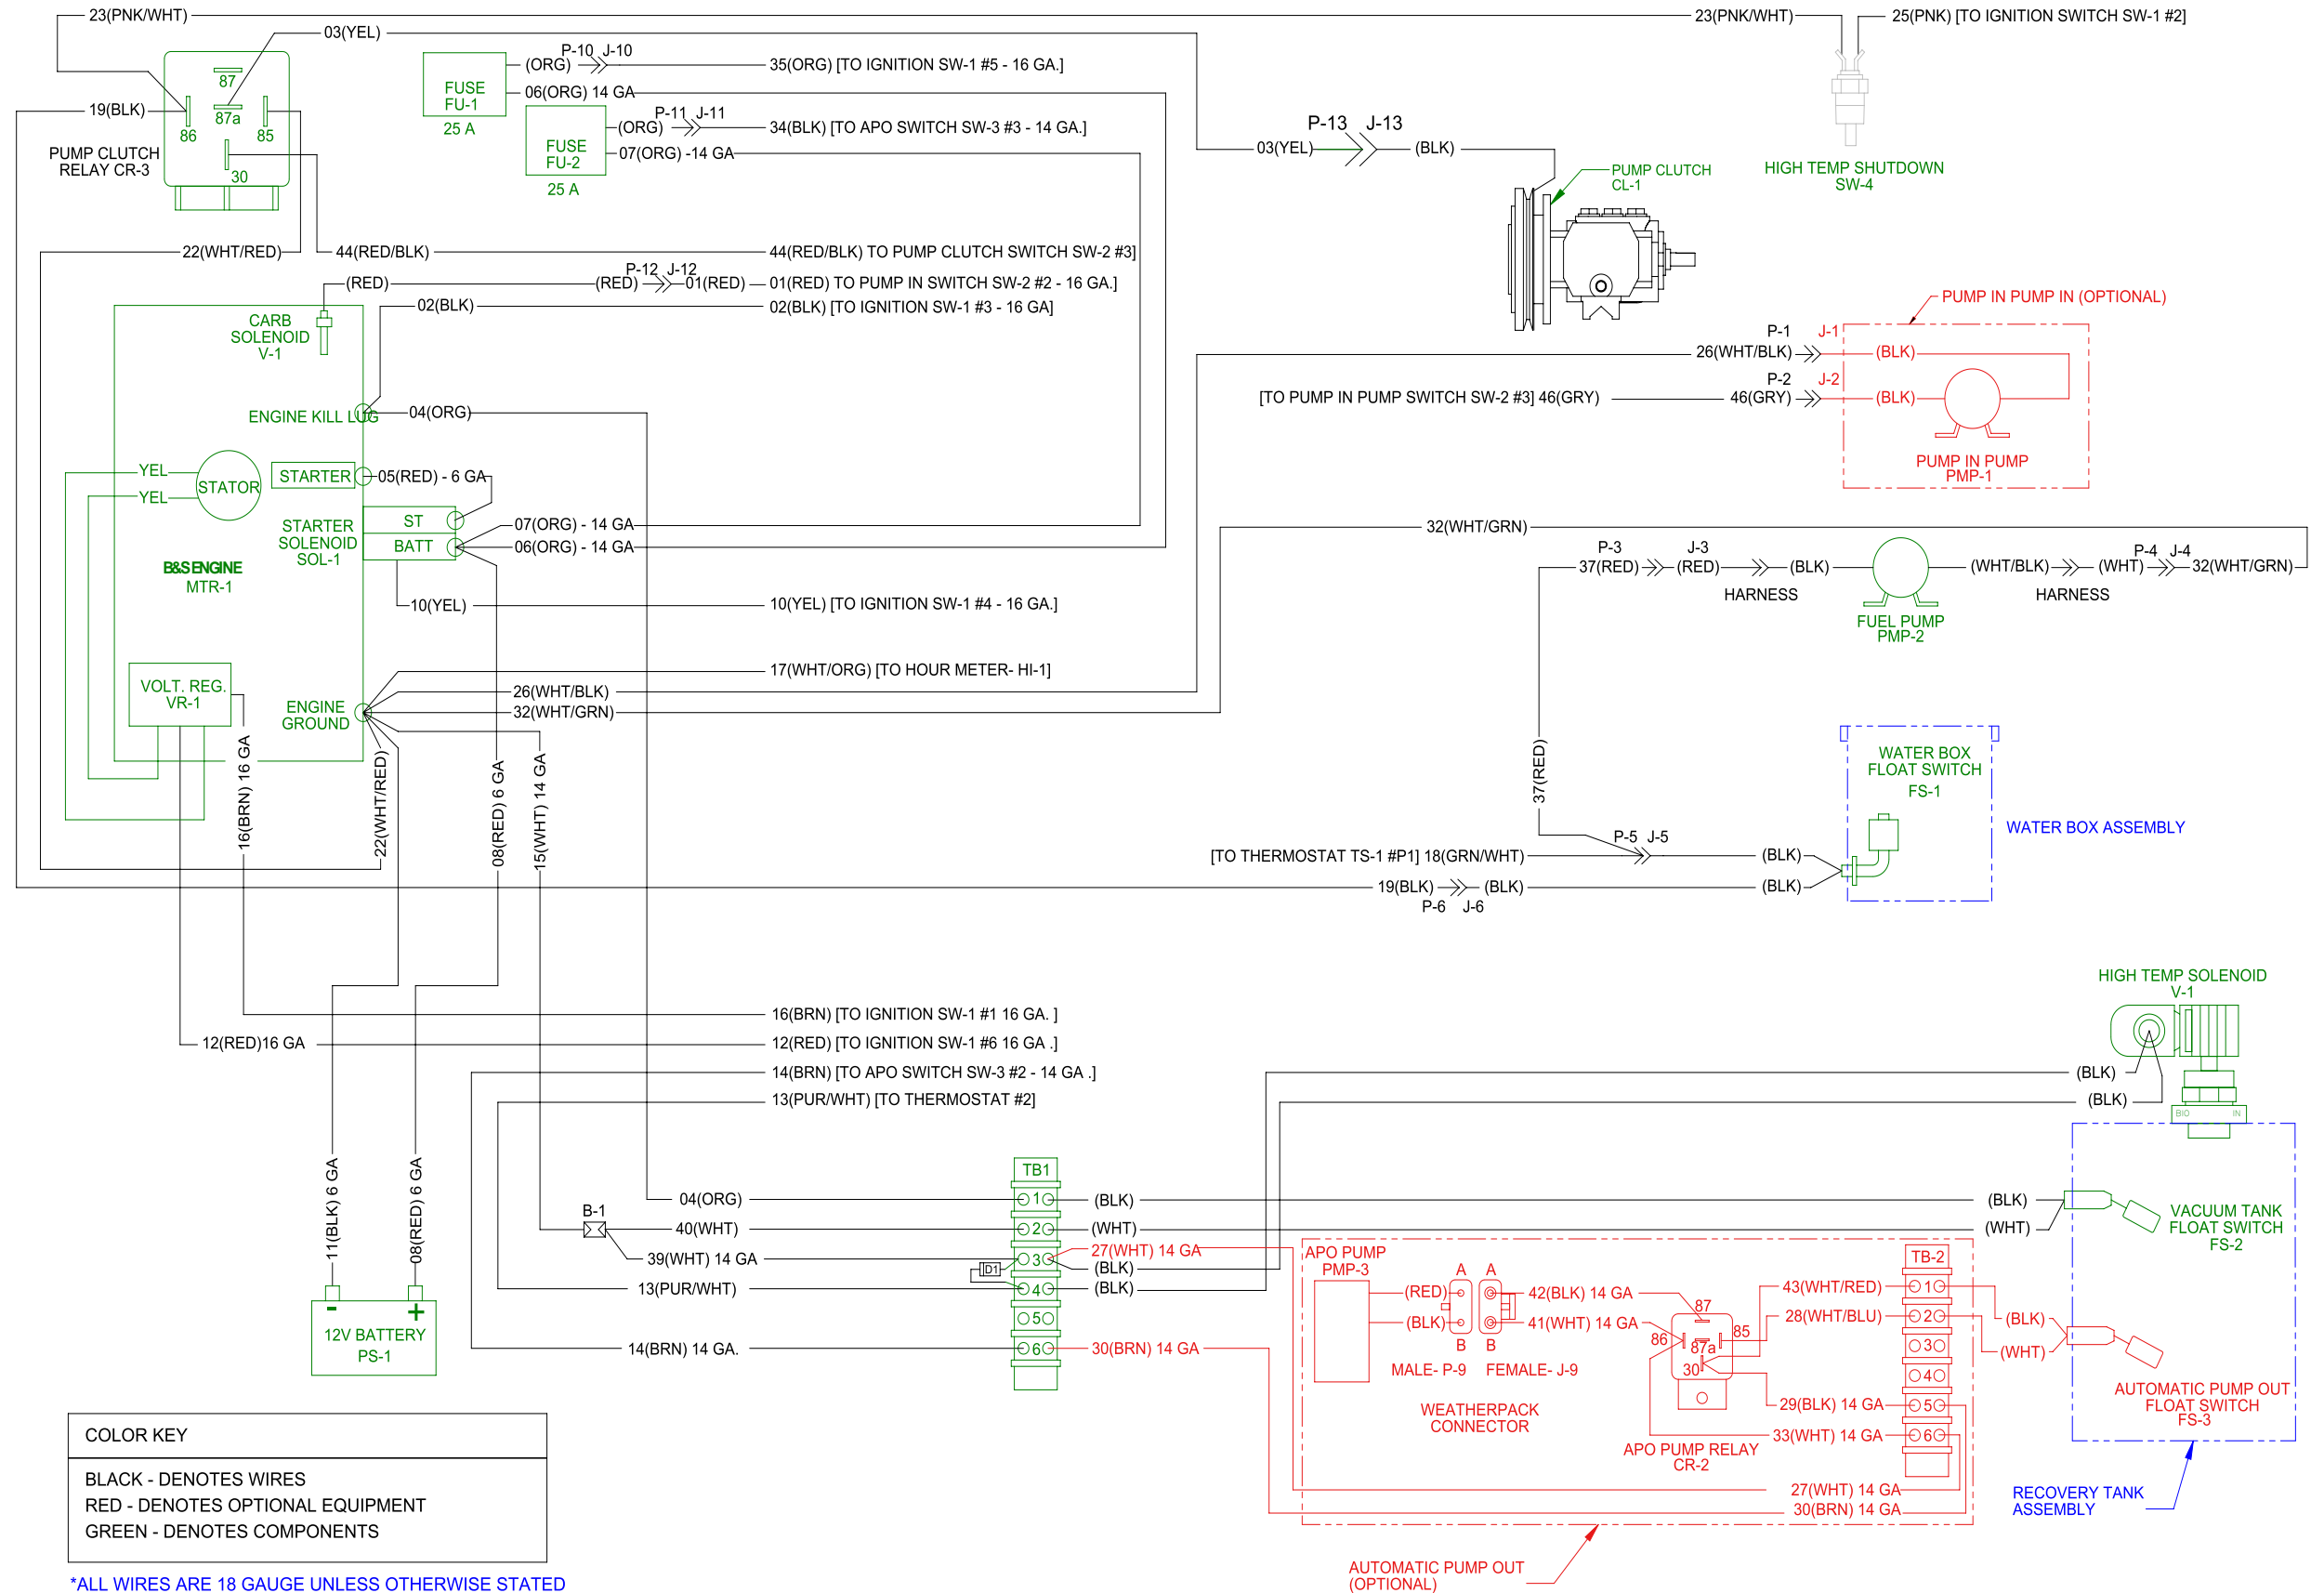 23(PNK/WHT)
23(PNK/WHT)
25(PNK) [TO IGNITION SWITCH SW-1 #2]
03(YEL)
87
87a
86
85
30
19(BLK)
PUMP CLUTCH
RELAY CR-3
FUSE
FU-1
25 A
(ORG)
P-10 J-10
35(ORG) [TO IGNITION SW-1 #5 - 16 GA.]
06(ORG) 14 GA
FUSE
FU-2
25 A
(ORG)
P-11 J-11
34(BLK) [TO APO SWITCH SW-3 #3 - 14 GA.]
07(ORG) -14 GA
P-13 J-13
03(YEL)
(BLK)
PUMP CLUTCH
CL-1
HIGH TEMP SHUTDOWN
SW-4
22(WHT/RED)
44(RED/BLK)
44(RED/BLK) TO PUMP CLUTCH SWITCH SW-2 #3]
(RED)
(RED)
P-12 J-12
01(RED)
01(RED) TO PUMP IN SWITCH SW-2 #2 - 16 GA.]
02(BLK)
02(BLK) [TO IGNITION SW-1 #3 - 16 GA]
CARB
SOLENOID
V-1
ENGINE KILL LUG
04(ORG)
PUMP IN PUMP IN (OPTIONAL)
P-1 J-1
26(WHT/BLK)
(BLK)
P-2 J-2
[TO PUMP IN PUMP SWITCH SW-2 #3] 46(GRY)
46(GRY)
(BLK)
PUMP IN PUMP
PMP-1
YEL
YEL
STATOR
STARTER
05(RED) - 6 GA
STARTER
SOLENOID
SOL-1
ST
BATT
07(ORG) - 14 GA
06(ORG) - 14 GA
B&S ENGINE
MTR-1
10(YEL)
10(YEL) [TO IGNITION SW-1 #4 - 16 GA.]
32(WHT/GRN)
P-3
J-3
37(RED)
(RED)
(BLK)
HARNESS
FUEL PUMP
PMP-2
(WHT/BLK)
(WHT)
P-4 J-4
32(WHT/GRN)
HARNESS
VOLT. REG.
VR-1
ENGINE
GROUND
17(WHT/ORG) [TO HOUR METER- HI-1]
26(WHT/BLK)
32(WHT/GRN)
16(BRN) 16 GA
22(WHT/RED)
08(RED) 6 GA
15(WHT) 14 GA
37(RED)
WATER BOX
FLOAT SWITCH
FS-1
WATER BOX ASSEMBLY
P-5 J-5
[TO THERMOSTAT TS-1 #P1] 18(GRN/WHT)
(BLK)
19(BLK)
(BLK)
(BLK)
P-6 J-6
HIGH TEMP SOLENOID
V-1
BIO
IN
16(BRN) [TO IGNITION SW-1 #1 16 GA. ]
12(RED)16 GA
12(RED) [TO IGNITION SW-1 #6 16 GA .]
14(BRN) [TO APO SWITCH SW-3 #2 - 14 GA .]
13(PUR/WHT) [TO THERMOSTAT #2]
(BLK)
(BLK)
11(BLK) 6 GA
08(RED) 6 GA
-
+
12V BATTERY
PS-1
TB1
1
2
3
4
5
6
04(ORG)
B-1
40(WHT)
39(WHT) 14 GA
D1
13(PUR/WHT)
14(BRN) 14 GA.
(BLK)
(WHT)
27(WHT) 14 GA
(BLK)
(BLK)
30(BRN) 14 GA
(BLK)
(WHT)
VACUUM TANK
FLOAT SWITCH
FS-2
APO PUMP
PMP-3
(RED)
(BLK)
A A
B B
MALE- P-9 FEMALE- J-9
WEATHERPACK
CONNECTOR
42(BLK) 14 GA
41(WHT) 14 GA
87
86
85
87a
30
APO PUMP RELAY
CR-2
43(WHT/RED)
28(WHT/BLU)
29(BLK) 14 GA
33(WHT) 14 GA
TB-2
1
2
3
4
5
6
(BLK)
(WHT)
27(WHT) 14 GA
30(BRN) 14 GA
AUTOMATIC PUMP OUT
FLOAT SWITCH
FS-3
RECOVERY TANK
ASSEMBLY
AUTOMATIC PUMP OUT
(OPTIONAL)
COLOR KEY
BLACK - DENOTES WIRES
RED - DENOTES OPTIONAL EQUIPMENT
GREEN - DENOTES COMPONENTS
*ALL WIRES ARE 18 GAUGE UNLESS OTHERWISE STATED